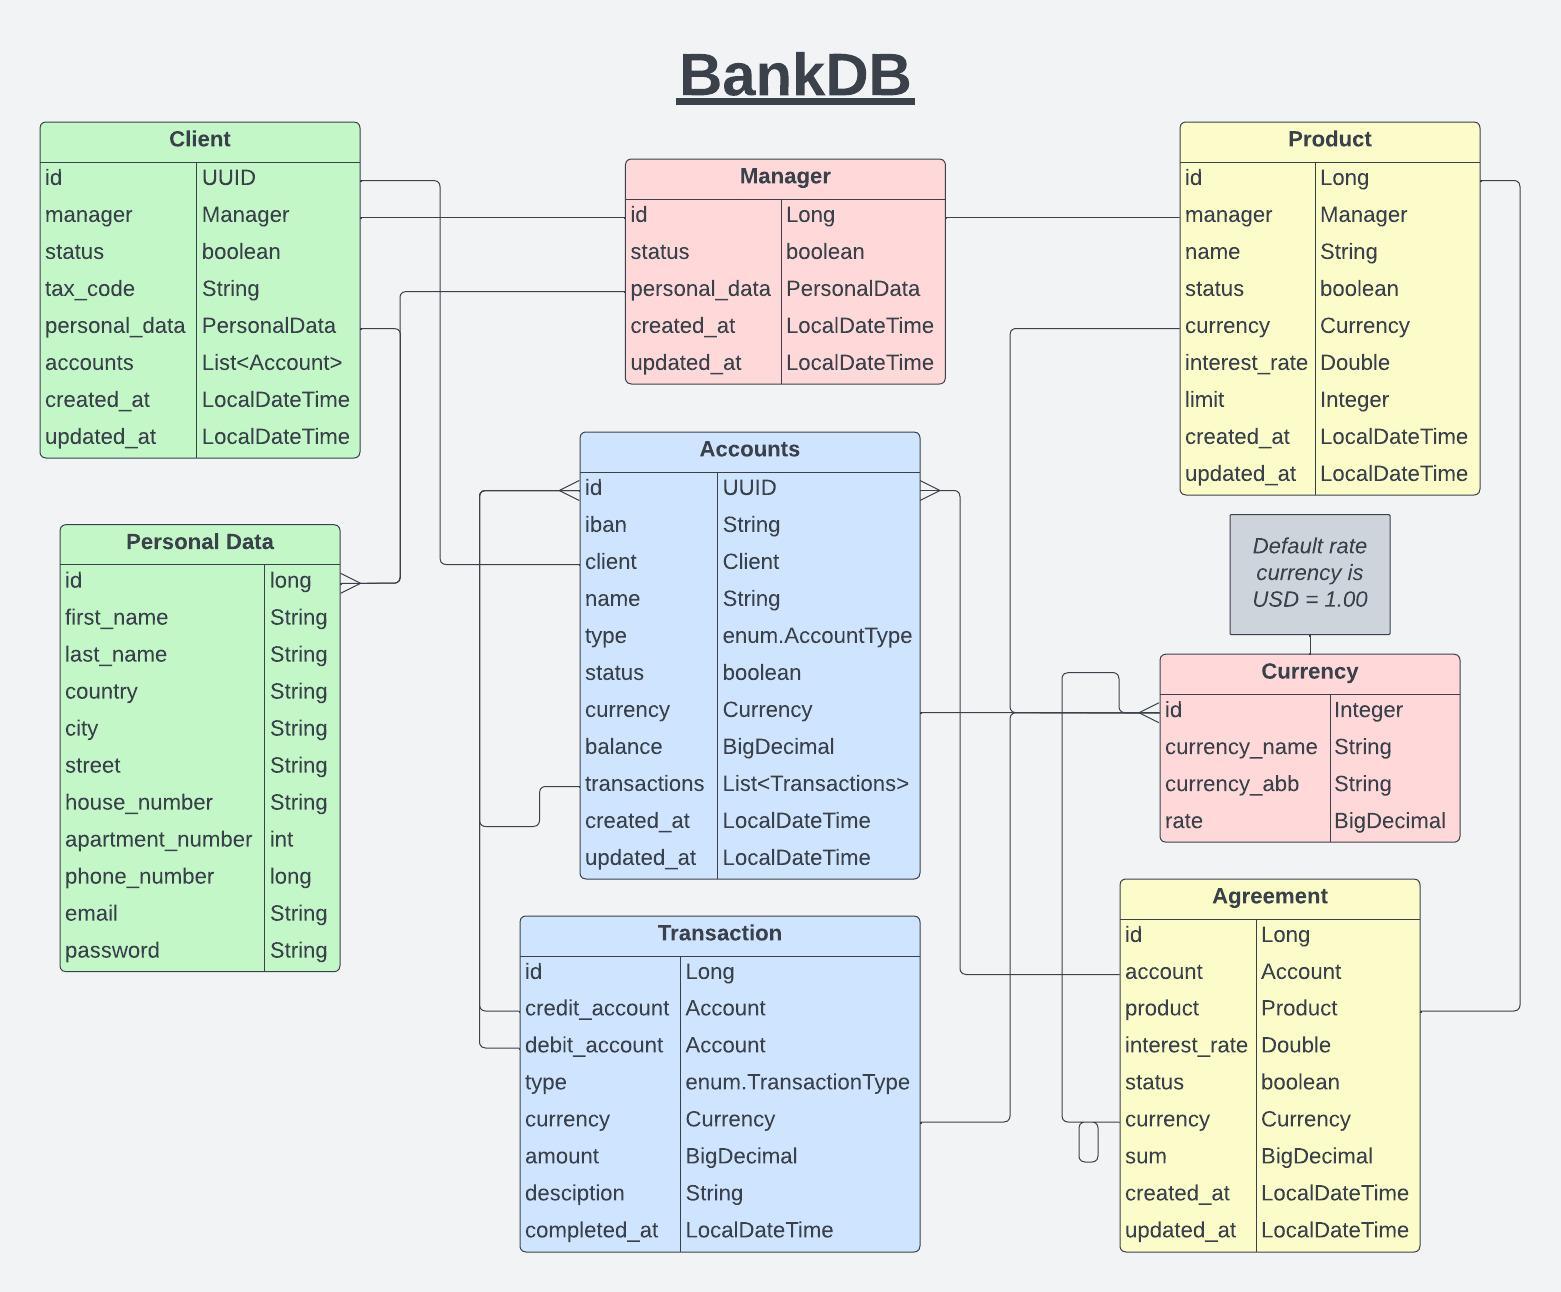 BankDB
Client
id UUID
manager Manager
status boolean
tax_code String
personal_data PersonalData
accounts List<Account>
created_at LocalDateTime
updated_at LocalDateTime
Manager
id Long
status boolean
personal_data PersonalData
created_at LocalDateTime
updated_at LocalDateTime
Product
id Long
manager Manager
name String
status boolean
currency Currency
interest_rate Double
limit Integer
created_at LocalDateTime
updated_at LocalDateTime
Personal Data
id long
first_name String
last_name String
country String
city String
street String
house_number String
apartment_number int
phone_number long
email String
password String
Accounts
id UUID
iban String
client Client
name String
type enum.AccountType
status boolean
currency Currency
balance BigDecimal
transactions List<Transactions>
created_at LocalDateTime
updated_at LocalDateTime
Default rate
currency is
USD = 1.00
Currency
id Integer
currency_name String
currency_abb String
rate BigDecimal
Transaction
id Long
credit_account Account
debit_account Account
type enum.TransactionType
currency Currency
amount BigDecimal
desciption String
completed_at LocalDateTime
Agreement
id Long
account Account
product Product
interest_rate Double
status boolean
currency Currency
sum BigDecimal
created_at LocalDateTime
updated_at LocalDateTime